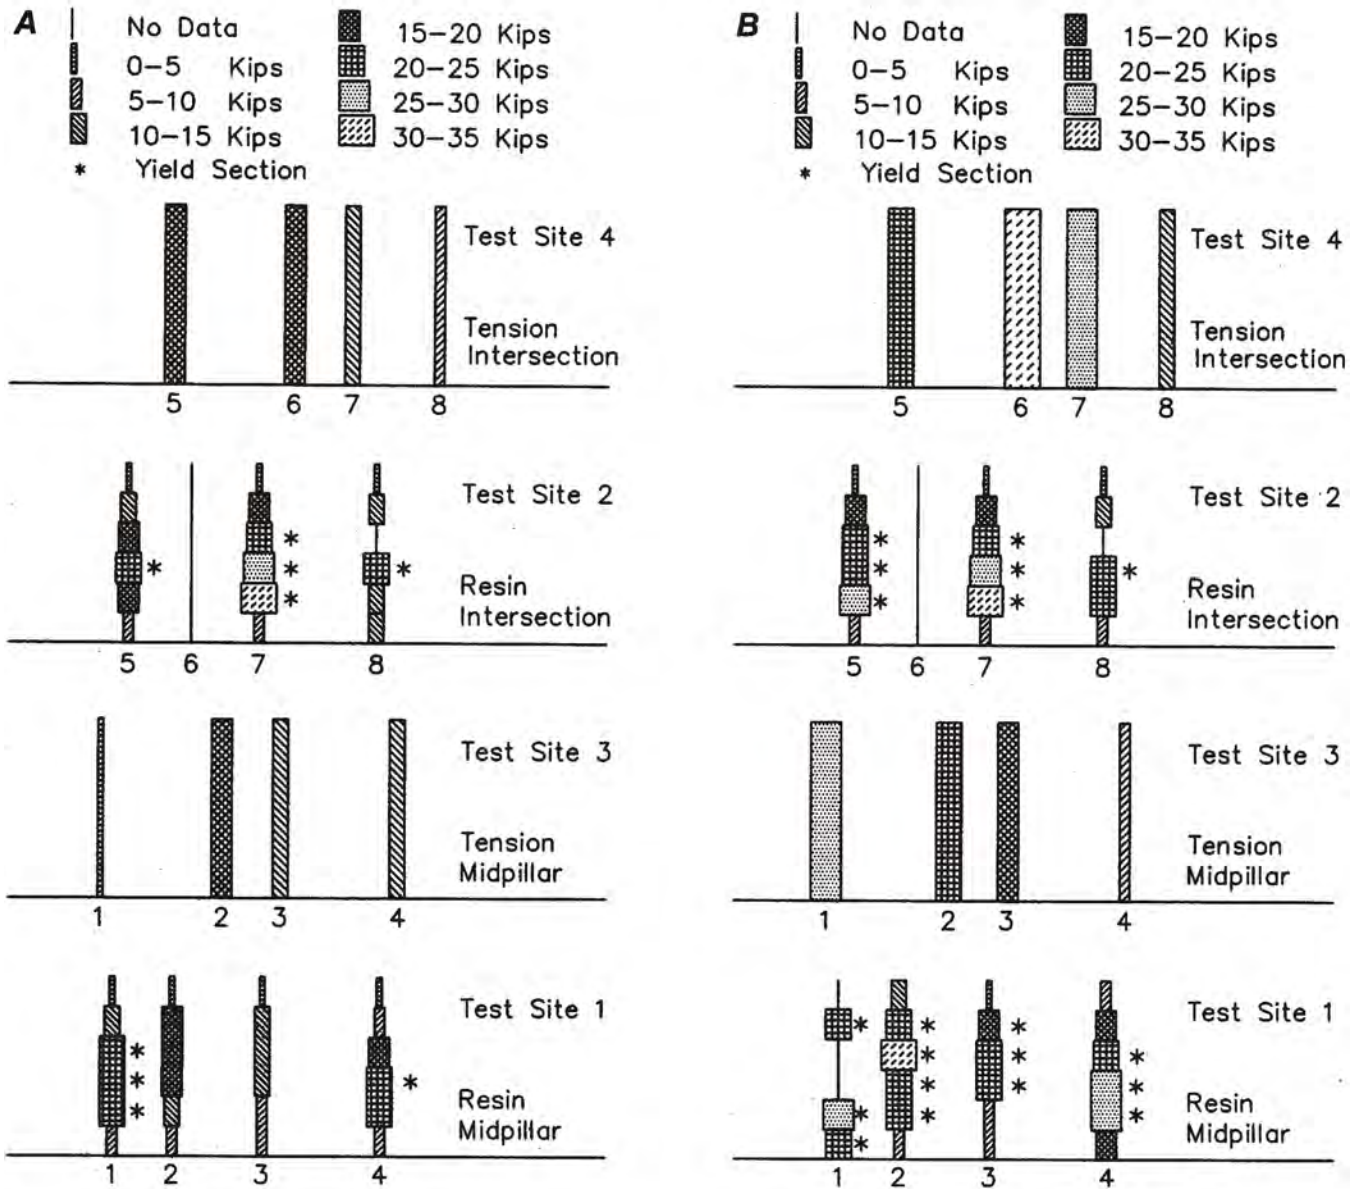 A
No Data
0-5 Kips
5-10 Kips
10-15 Kips
* Yield Section
15-20 Kips
20-25 Kips
25-30 Kips
30-35 Kips
Test Site 4
Tension
Intersection
5 6 7 8
Test Site 2
* * * * *
Resin
Intersection
5 6 7 8
Test Site 3
Tension
Midpillar
1 2 3 4
Test Site 1
* * * *
Resin
Midpillar
1 2 3 4
B
No Data
0-5 Kips
5-10 Kips
10-15 Kips
* Yield Section
15-20 Kips
20-25 Kips
25-30 Kips
30-35 Kips
Test Site 4
Tension
Intersection
5 6 7 8
Test Site 2
* * * * * * *
Resin
Intersection
5 6 7 8
Test Site 3
Tension
Midpillar
1 2 3 4
Test Site 1
* * * * * * * * * * * * *
Resin
Midpillar
1 2 3 4